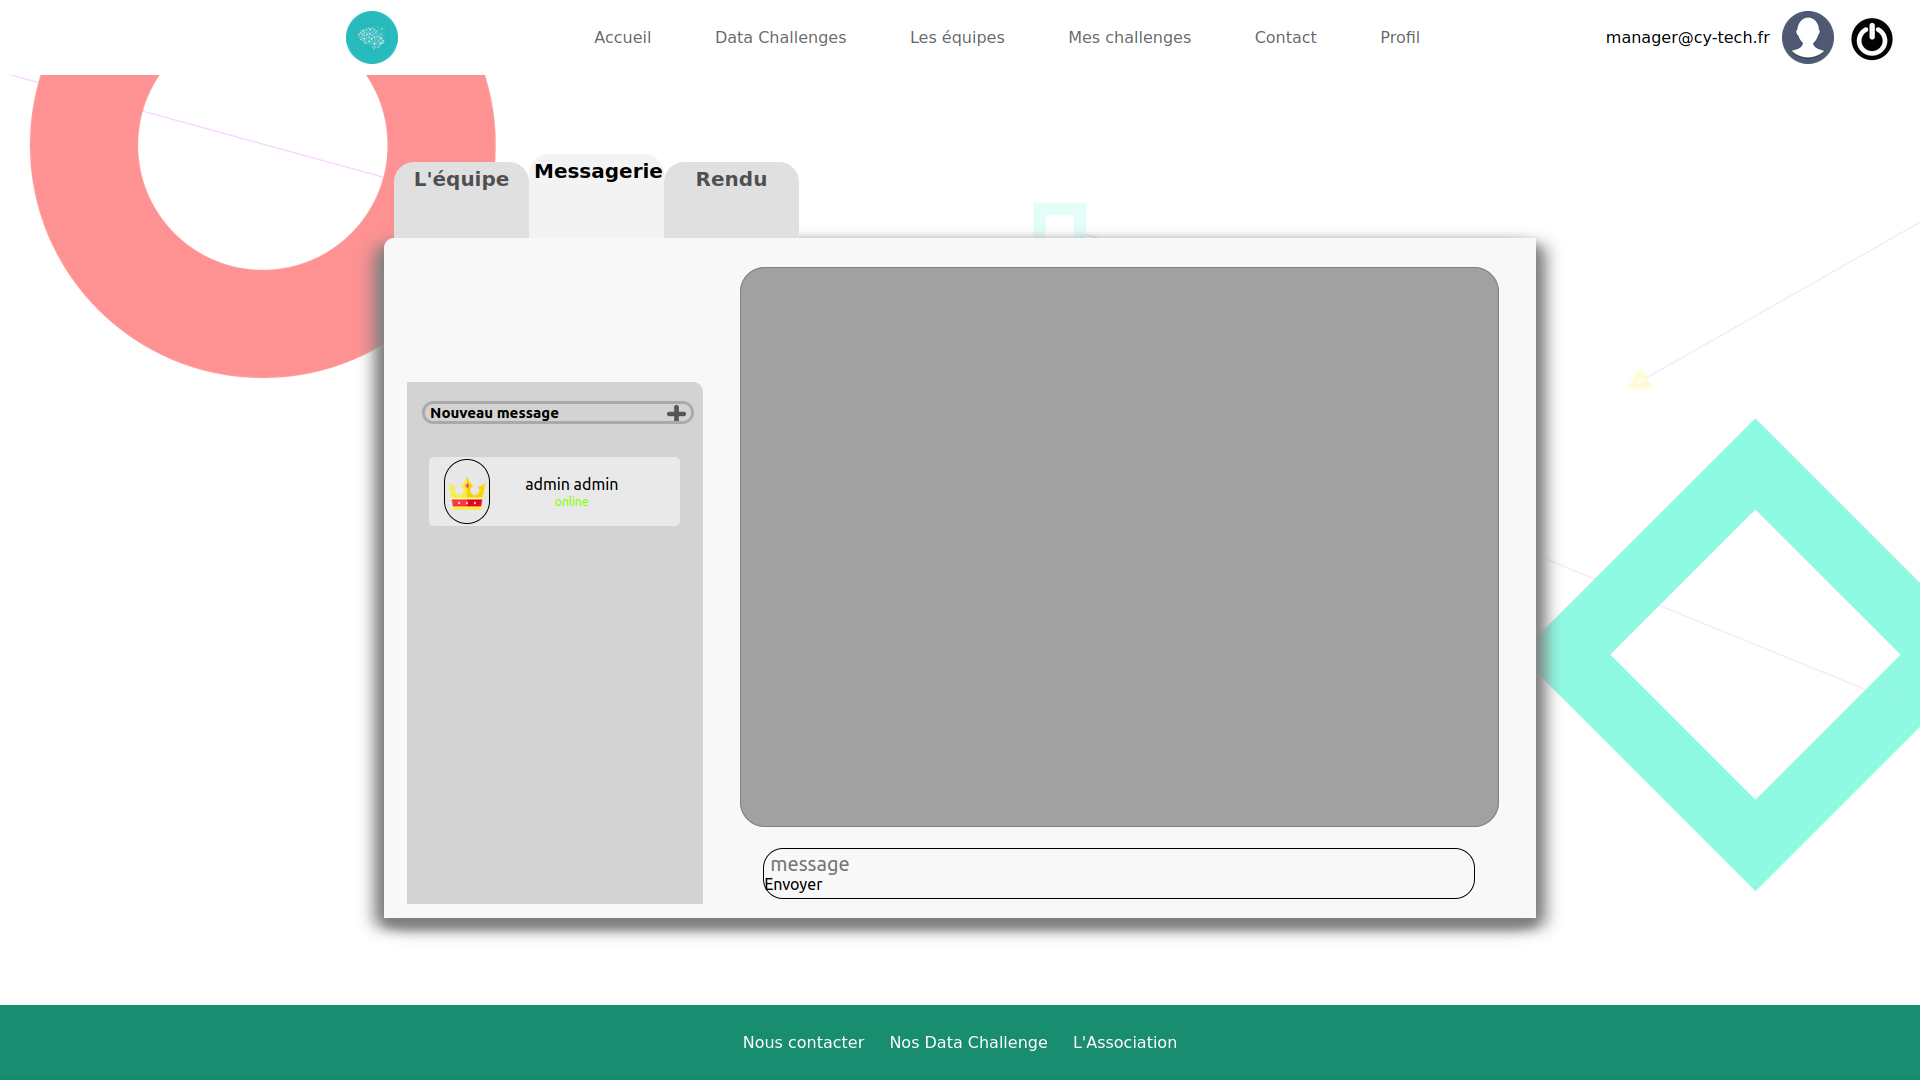 Accueil
Data Challenges
Les équipes
Mes challenges
Contact
Profil
manager@cy-tech.fr
L'équipe
Messagerie
Rendu
Nouveau message
admin admin
online
message
Envoyer
Nous contacter
Nos Data Challenge
L'Association